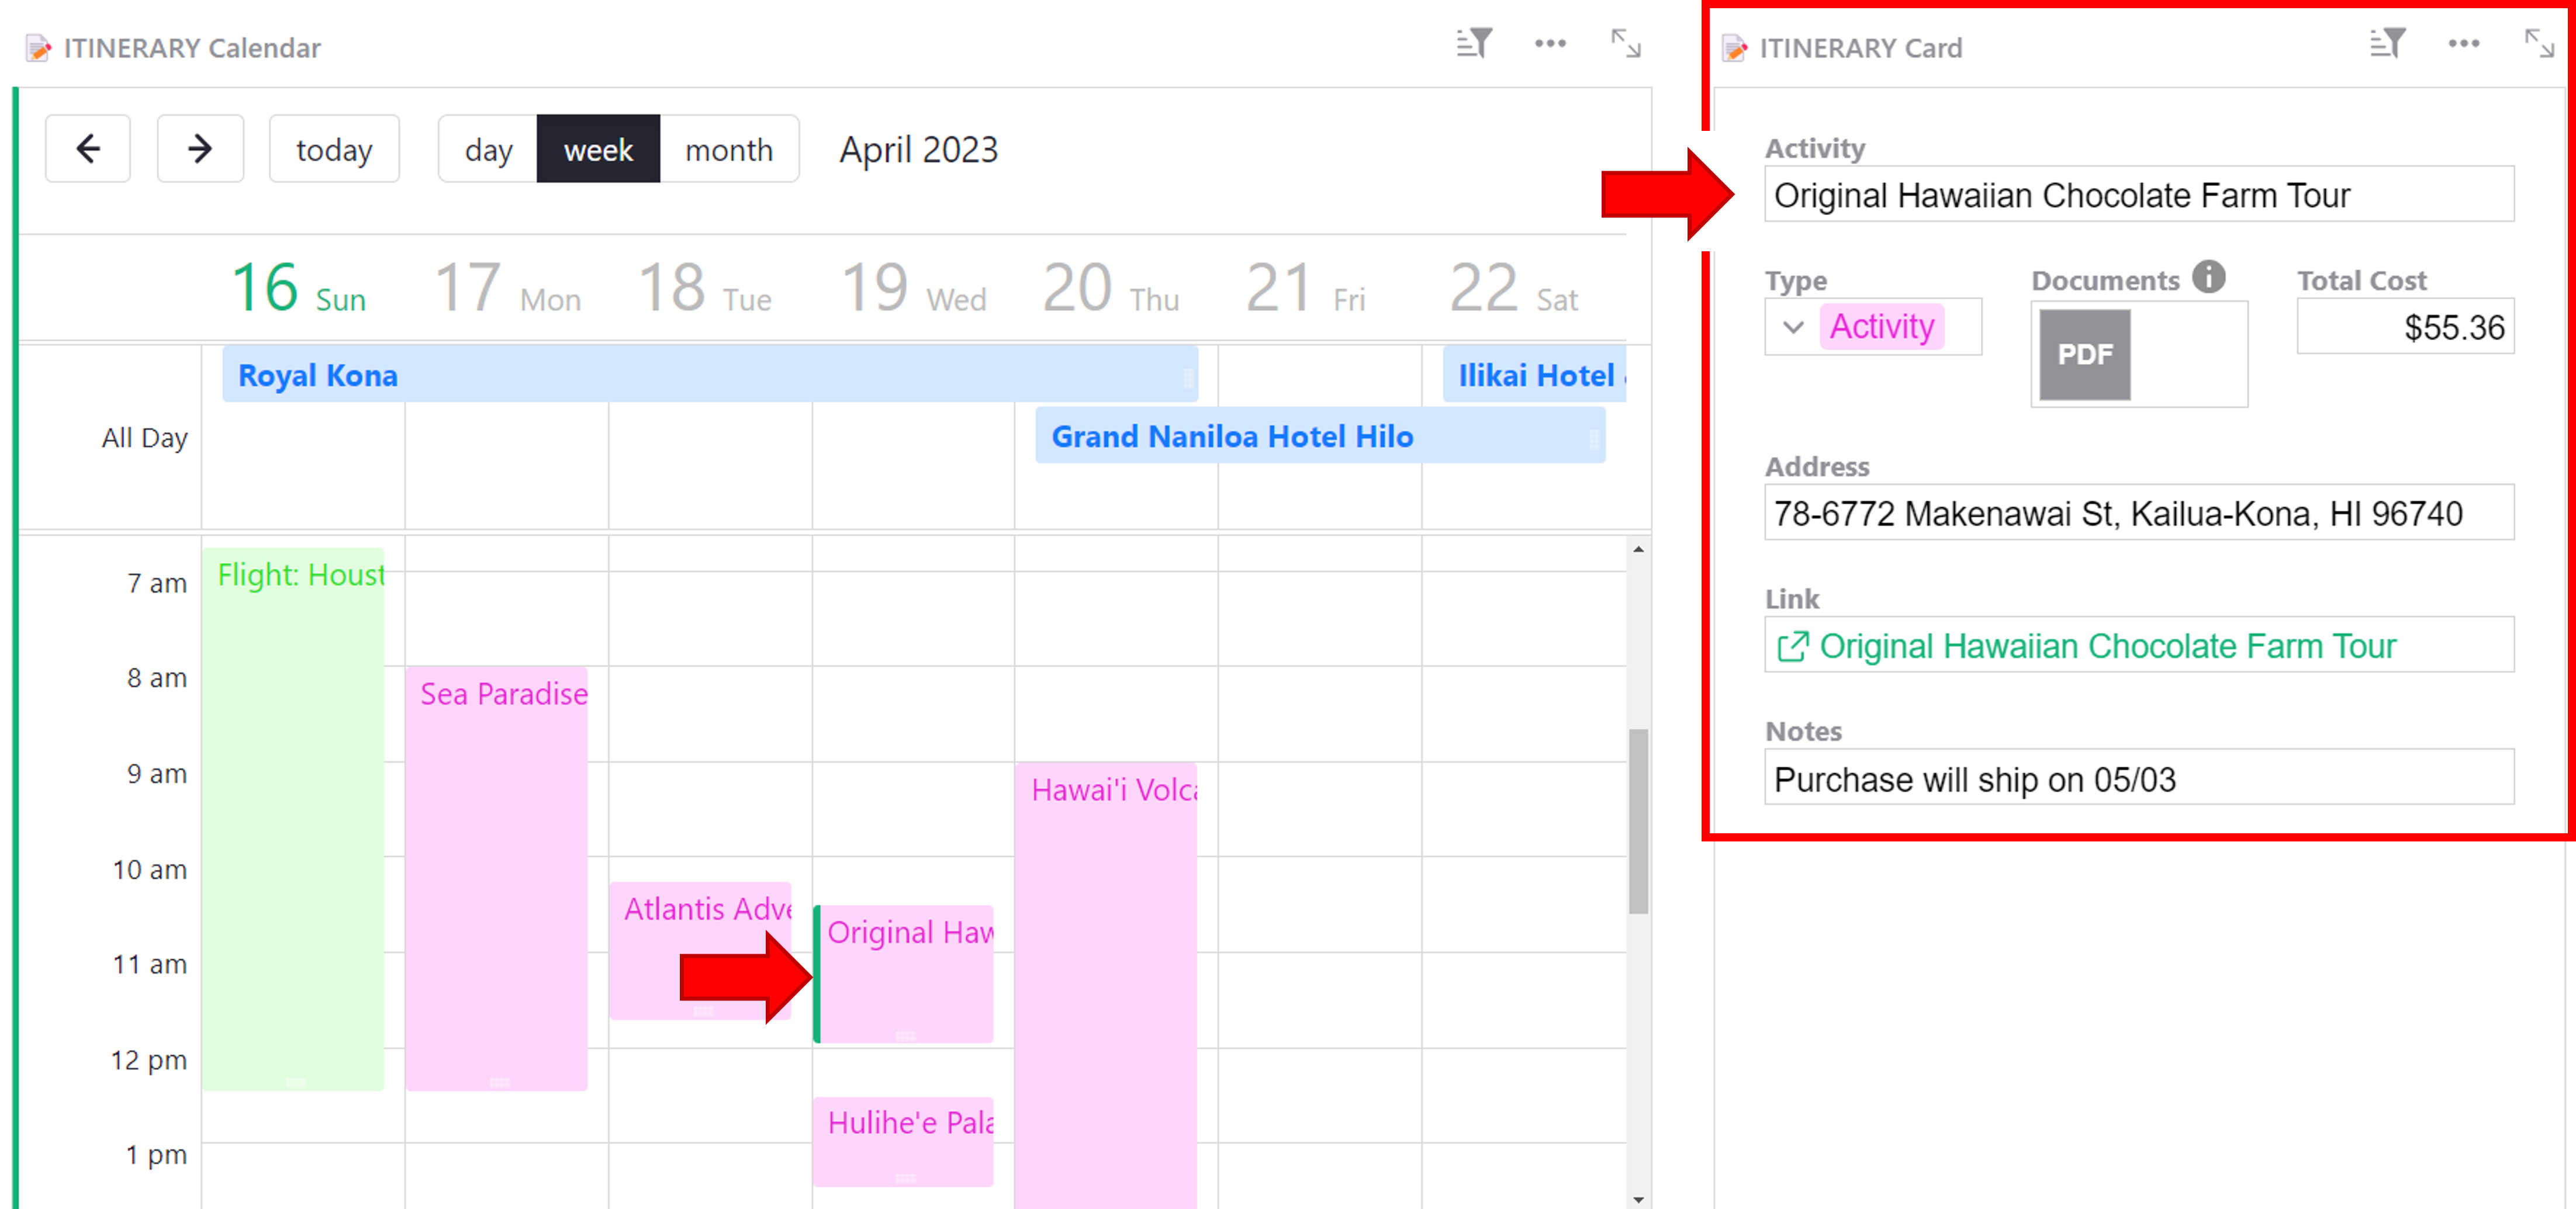 ITINERARY Calendar
today
day week month
April 2023
16 Sun 17 Mon 18 Tue 19 Wed 20 Thu 21 Fri 22 Sat
All Day
Royal Kona
Ilikai Hotel
Grand Naniloa Hotel Hilo
7 am
8 am
9 am
10 am
11 am
12 pm
1 pm
Flight: Houst
Sea Paradise
Atlantis Adve
Original Haw
Hulihe'e Pala
Hawai'i Volca
ITINERARY Card
Activity
Original Hawaiian Chocolate Farm Tour
Type Documents Total Cost
Activity PDF $55.36
Address
78-6772 Makenawai St, Kailua-Kona, HI 96740
Link
Original Hawaiian Chocolate Farm Tour
Notes
Purchase will ship on 05/03